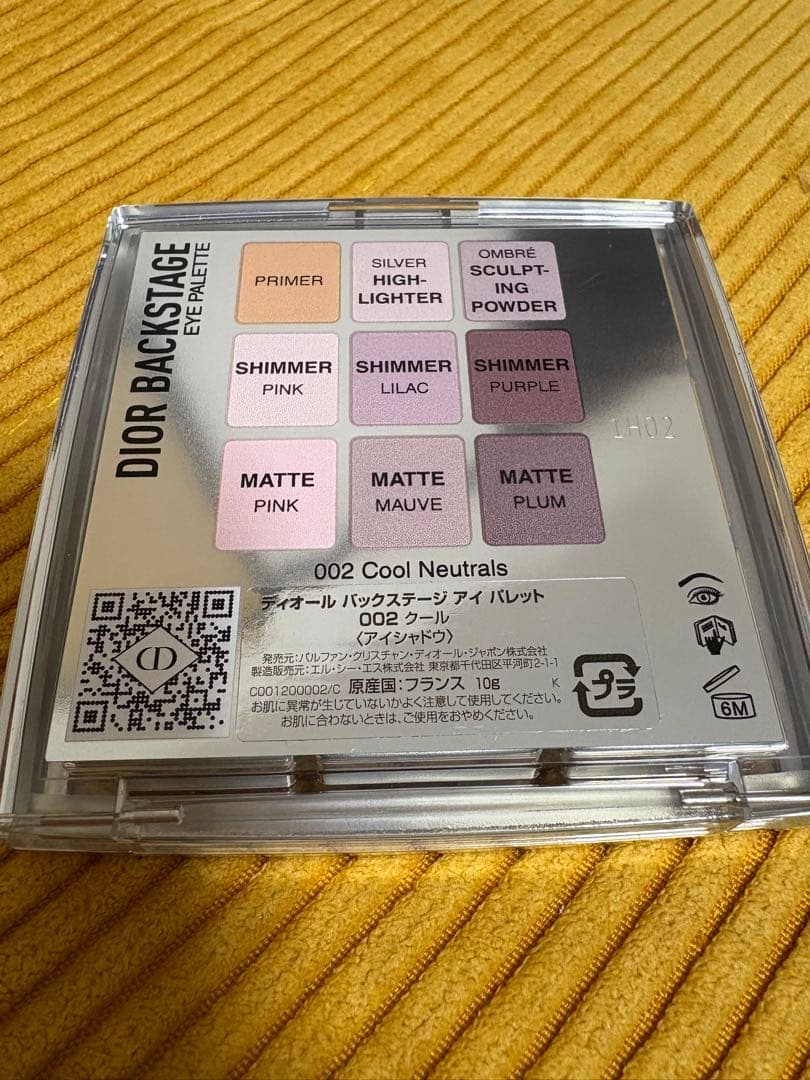 DIOR BACKSTAGE
EYE PALETTE
PRIMER
SILVER
HIGH-
LIGHTER
OMBRÉ
SCULPT-
ING
POWDER
SHIMMER
PINK
SHIMMER
LILAC
SHIMMER
PURPLE
1H02
MATTE
PINK
MATTE
MAUVE
MATTE
PLUM
002 Cool Neutrals
ディオール バックステージ アイ パレット
002 クール
〈アイシャドウ〉
発売元:パルファン・クリスチャン・ディオール・ジャポン株式会社
製造販売元:エル・シー・エス株式会社 東京都千代田区平河町2-1-1
C001200002/C 原産国:フランス 10g K
お肌に異常が生じていないかよく注意して使用してください。
お肌に合わないときは、ご使用をおやめください。
プラ
6M
CD